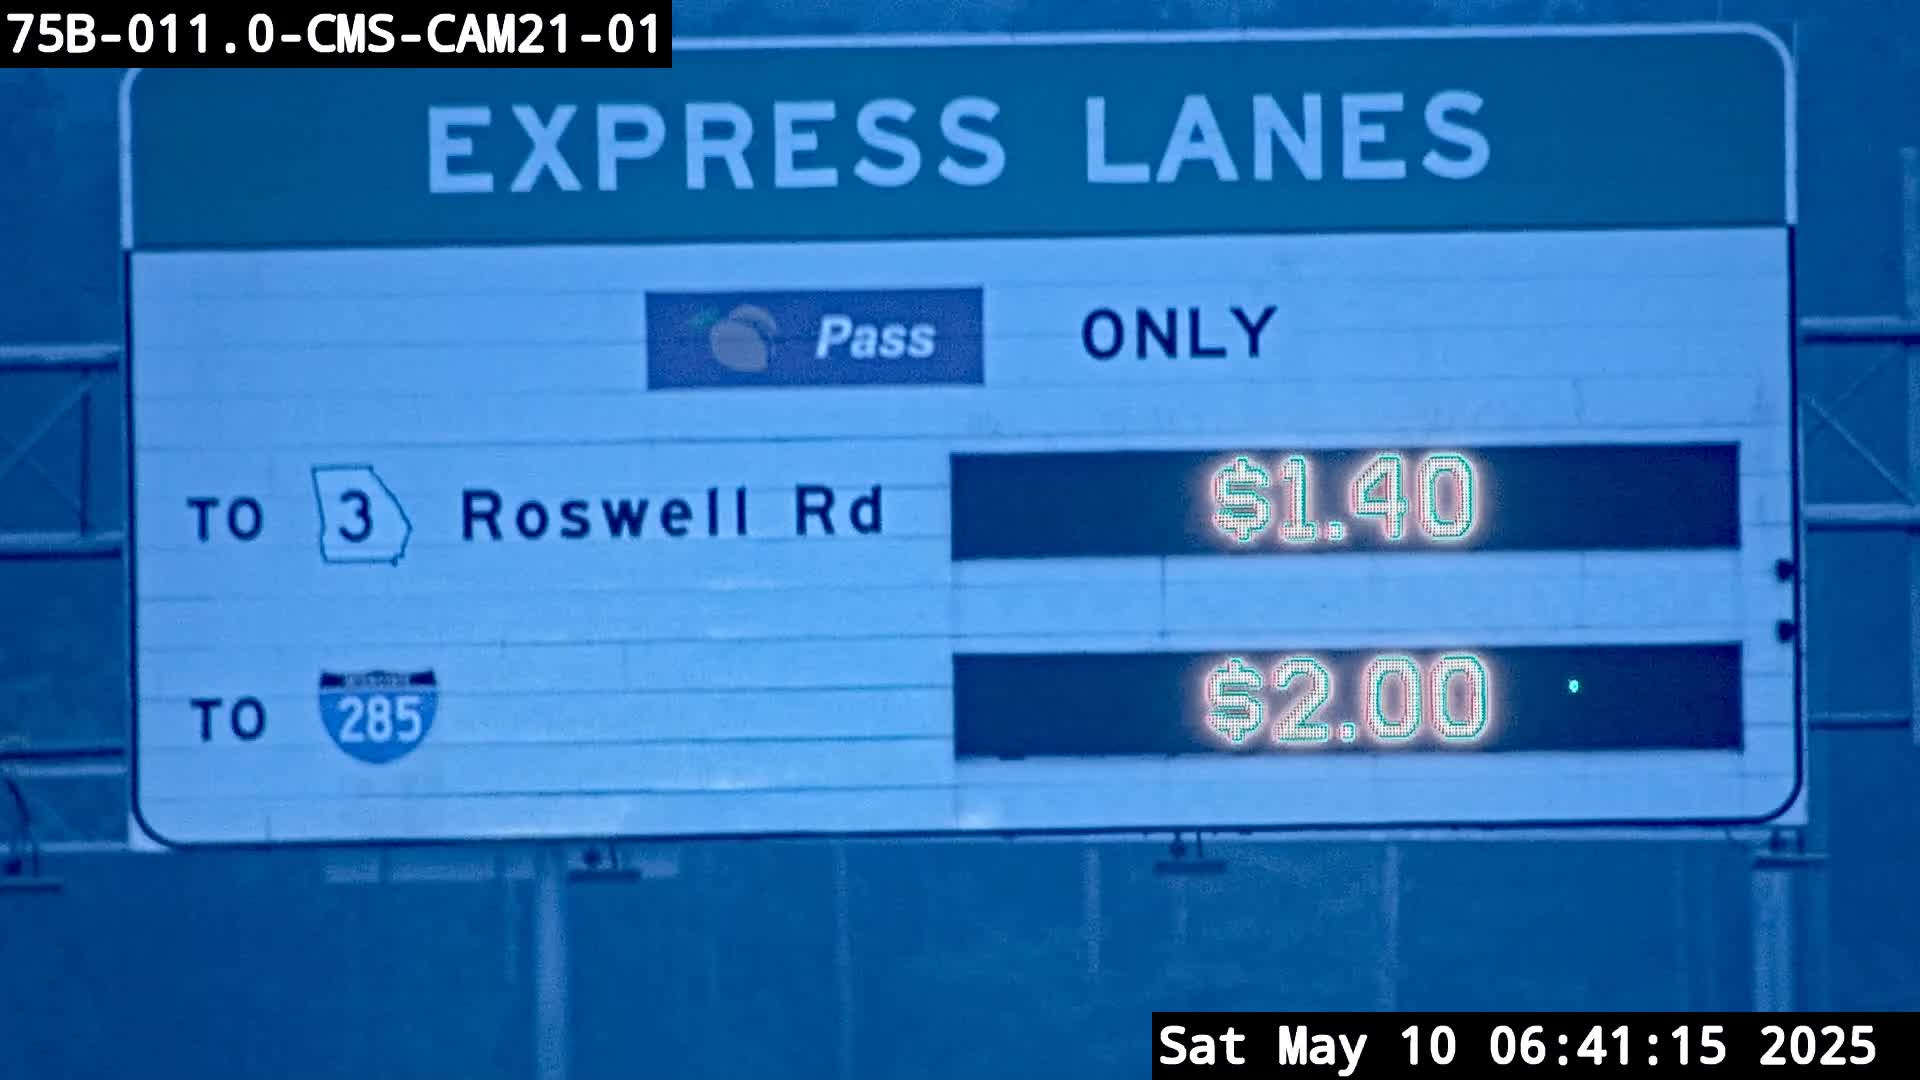 75B-011.0-CMS-CAM21-01
EXPRESS LANES
Pass ONLY
TO 3 Roswell Rd $1.40
TO 285 $2.00
Sat May 10 06:41:15 2025